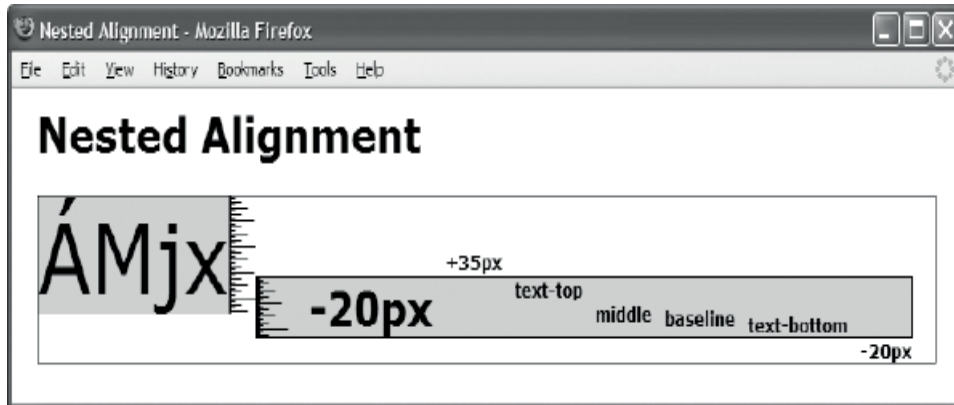 Nested Alignment - Mozilla Firefox
File Edit View History Bookmarks Tools Help
Nested Alignment
ÁMjx
+35px
-20px text-top middle baseline text-bottom
-20px